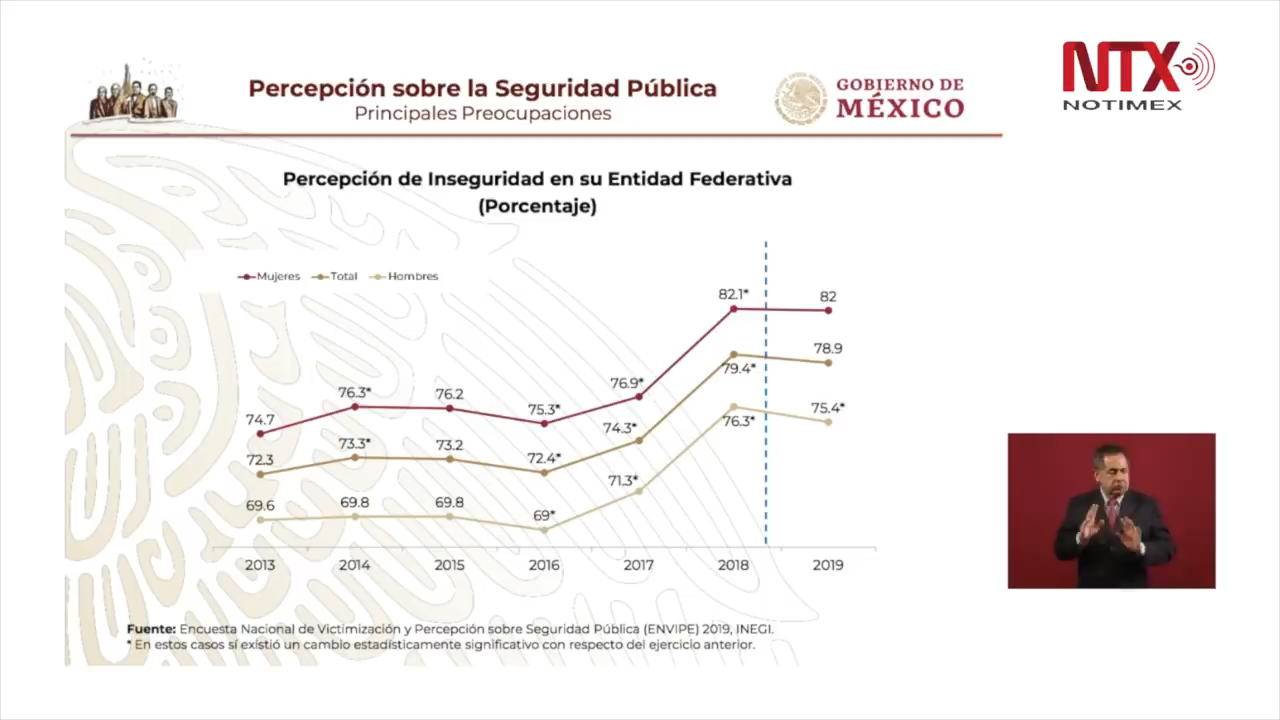 Percepción sobre la Seguridad Pública
Principales Preocupaciones
GOBIERNO DE
MÉXICO
NTX
NOTIMEX
Percepción de Inseguridad en su Entidad Federativa
(Porcentaje)
Mujeres Total Hombres
82.1* 82
79.4* 78.9
76.9*
76.3* 76.2 75.3*
74.7
74.3*
76.3* 75.4*
72.3 73.3* 73.2 72.4*
71.3*
69.6 69.8 69.8 69*
2013 2014 2015 2016 2017 2018 2019
Fuente: Encuesta Nacional de Victimización y Percepción sobre Seguridad Pública (ENVIPE) 2019, INEGI.
* En estos casos sí existió un cambio estadísticamente significativo con respecto del ejercicio anterior.